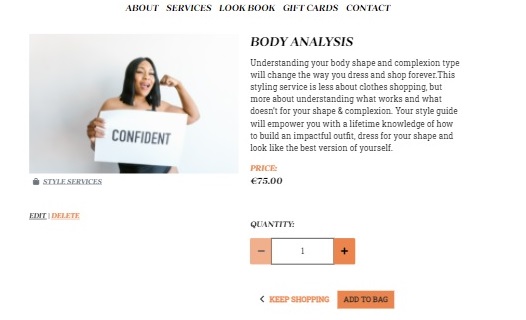 ABOUT SERVICES LOOK BOOK GIFT CARDS CONTACT
BODY ANALYSIS
Understanding your body shape and complexion type
will change the way you dress and shop forever.This
styling service is less about clothes shopping, but
more about understanding what works and what
doesn't for your shape & complexion. Your style guide
will empower you with a lifetime knowledge of how
to build an impactful outfit, dress for your shape and
look like the best version of yourself.
CONFIDENT
STYLE SERVICES
PRICE:
€75.00
EDIT | DELETE
QUANTITY:
− 1 +
KEEP SHOPPING ADD TO BAG